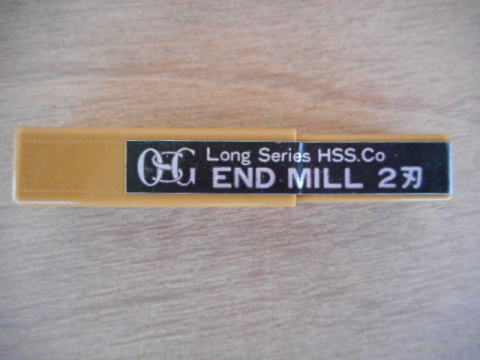 OSG
Long Series HSS.Co
END MILL 2刃